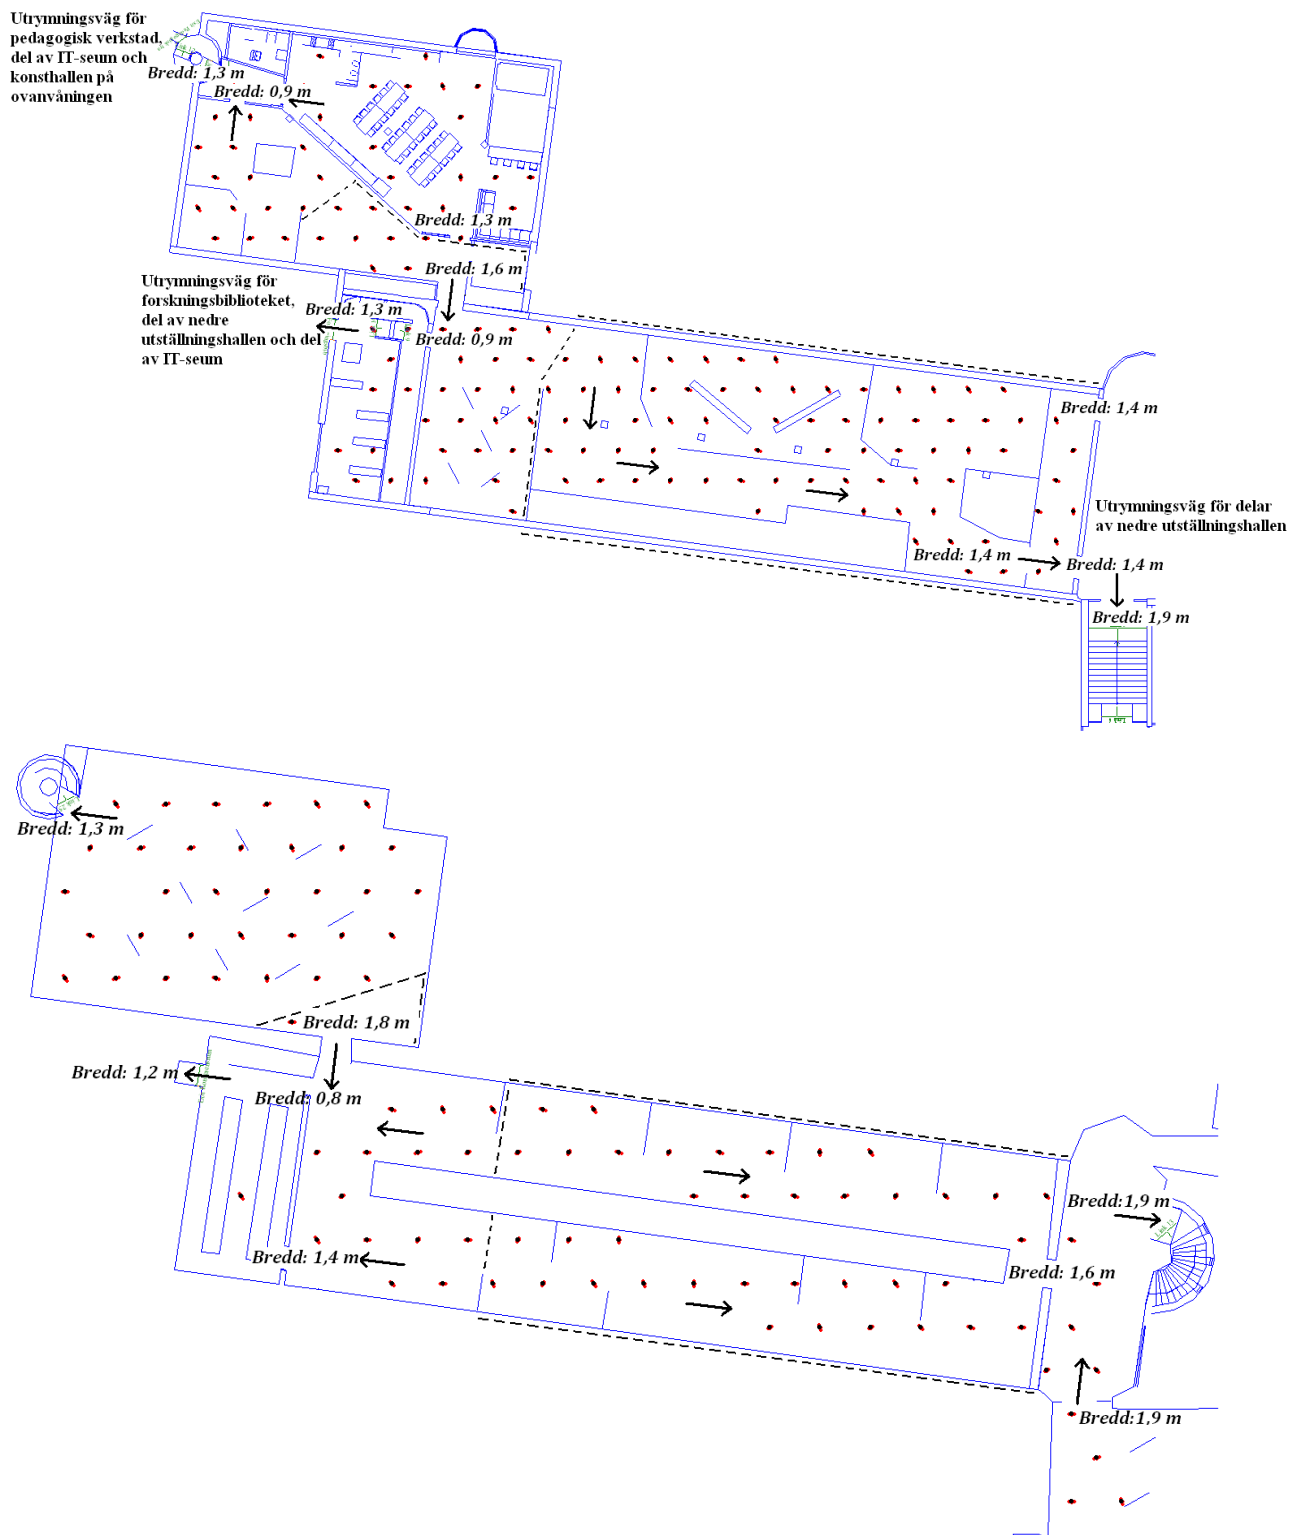 Utrymningsväg för
pedagogisk verkstad,
del av IT-seum och
konsthallen på
ovanvåningen
Bredd: 1,3 m
Bredd: 0,9 m
Bredd: 1,3 m
Bredd: 1,6 m
Utrymningsväg för
forskningsbiblioteket,
del av nedre
utställningshallen och del
av IT-seum
Bredd: 1,3 m
Bredd: 0,9 m
Bredd: 1,4 m
Utrymningsväg för delar
av nedre utställningshallen
Bredd: 1,4 m
Bredd: 1,4 m
Bredd: 1,9 m
Bredd: 1,3 m
Bredd: 1,8 m
Bredd: 1,2 m
Bredd: 0,8 m
Bredd:1,9 m
Bredd: 1,4 m
Bredd: 1,6 m
Bredd:1,9 m